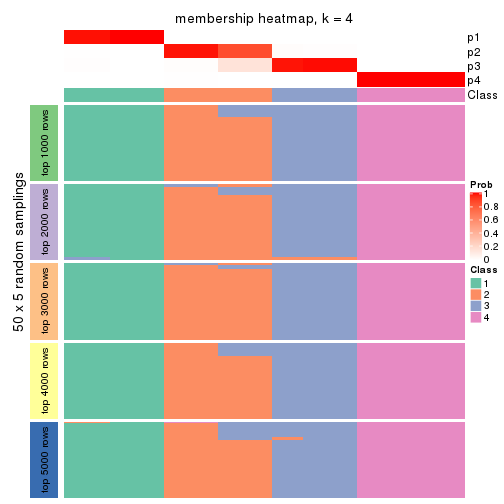 membership heatmap, k = 4
p1
p2
p3
p4
Class
50 x 5 random samplings
top 1000 rows
top 2000 rows
top 3000 rows
top 4000 rows
top 5000 rows
Prob
1
0.8
0.6
0.4
0.2
0
Class
1
2
3
4